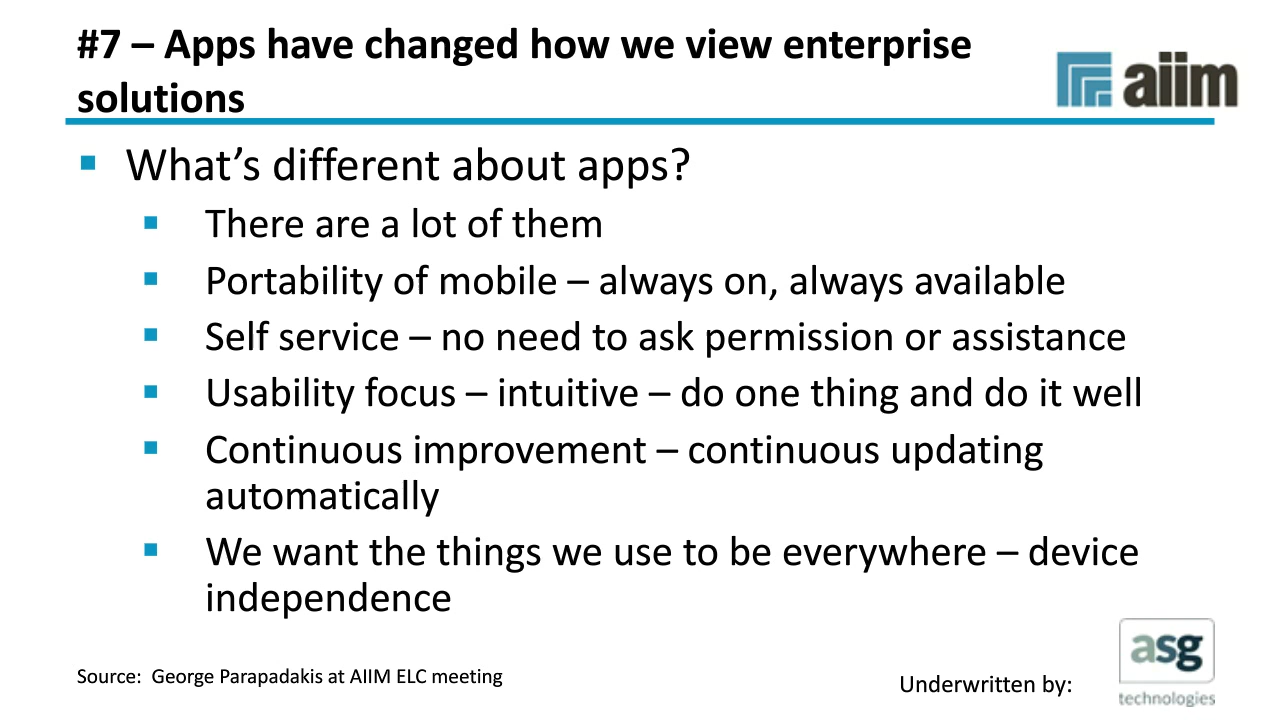 #7 – Apps have changed how we view enterprise
solutions
aiim
What’s different about apps?
There are a lot of them
Portability of mobile – always on, always available
Self service – no need to ask permission or assistance
Usability focus – intuitive – do one thing and do it well
Continuous improvement – continuous updating
automatically
We want the things we use to be everywhere – device
independence
Source:  George Parapadakis at AIIM ELC meeting
Underwritten by:
asg
technologies